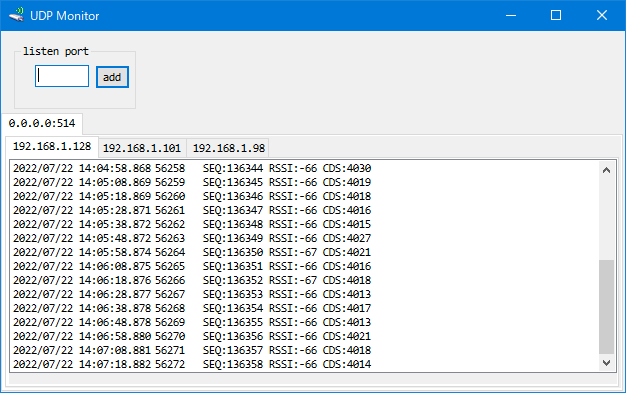 UDP Monitor
listen port
add
0.0.0.0:514
192.168.1.128 192.168.1.101 192.168.1.98
2022/07/22 14:04:58.868 56258 SEQ:136344 RSSI:-66 CDS:4030
2022/07/22 14:05:08.869 56259 SEQ:136345 RSSI:-66 CDS:4019
2022/07/22 14:05:18.869 56260 SEQ:136346 RSSI:-66 CDS:4018
2022/07/22 14:05:28.871 56261 SEQ:136347 RSSI:-66 CDS:4016
2022/07/22 14:05:38.872 56262 SEQ:136348 RSSI:-66 CDS:4015
2022/07/22 14:05:48.872 56263 SEQ:136349 RSSI:-66 CDS:4027
2022/07/22 14:05:58.874 56264 SEQ:136350 RSSI:-67 CDS:4021
2022/07/22 14:06:08.875 56265 SEQ:136351 RSSI:-66 CDS:4016
2022/07/22 14:06:18.876 56266 SEQ:136352 RSSI:-67 CDS:4018
2022/07/22 14:06:28.877 56267 SEQ:136353 RSSI:-66 CDS:4013
2022/07/22 14:06:38.878 56268 SEQ:136354 RSSI:-66 CDS:4017
2022/07/22 14:06:48.878 56269 SEQ:136355 RSSI:-66 CDS:4013
2022/07/22 14:06:58.880 56270 SEQ:136356 RSSI:-66 CDS:4021
2022/07/22 14:07:08.881 56271 SEQ:136357 RSSI:-66 CDS:4018
2022/07/22 14:07:18.882 56272 SEQ:136358 RSSI:-66 CDS:4014